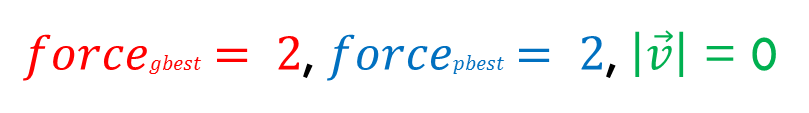 force_gbest = 2, force_pbest = 2, |v⃗| = 0